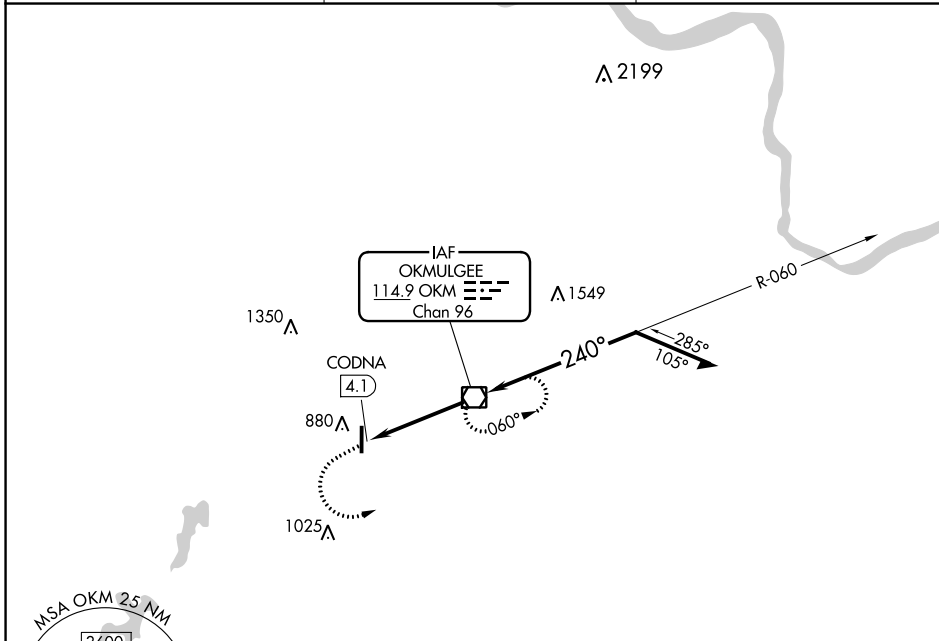 2199
R-060
IAF
OKMULGEE
114.9 OKM
Chan 96
1549
1350
285°
105°
240°
CODNA
4.1
880
060°
1025
MSA OKM 25 NM